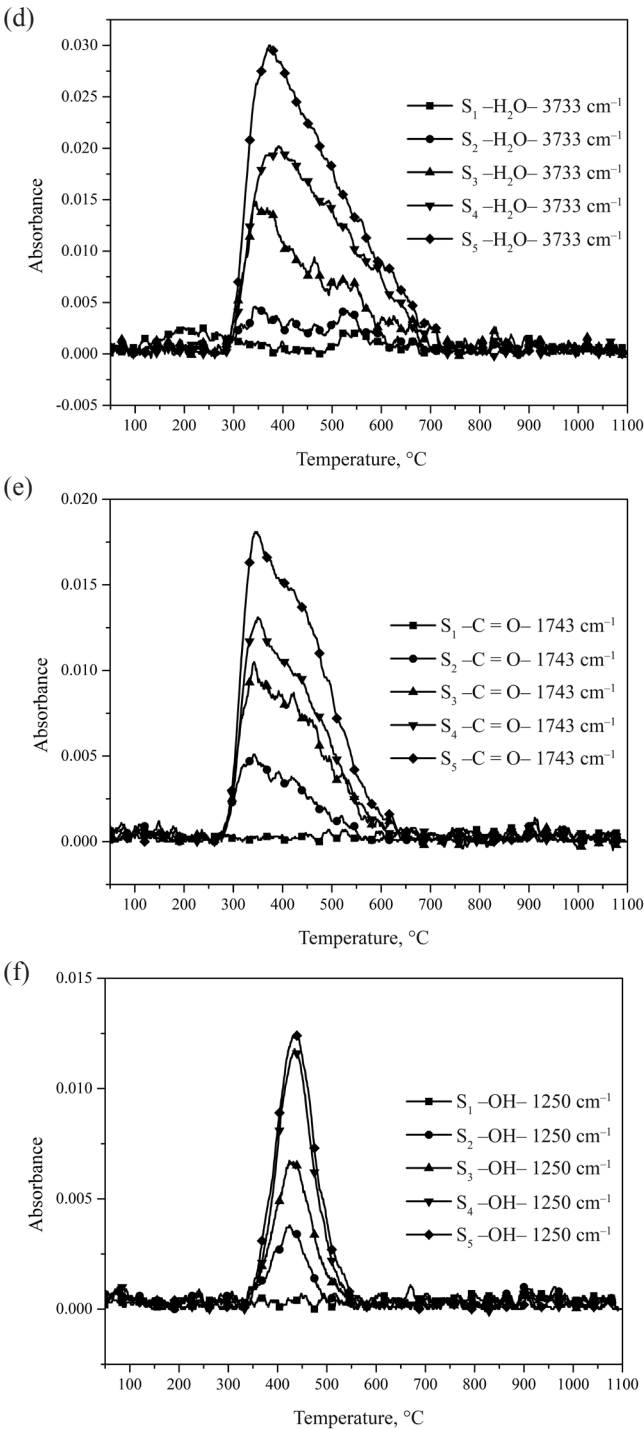 (d)
0.030
0.025
0.020
0.015
0.010
0.005
0.000
-0.005
Absorbance
S₁ –H₂O– 3733 cm⁻¹
S₂ –H₂O– 3733 cm⁻¹
S₃ –H₂O– 3733 cm⁻¹
S₄ –H₂O– 3733 cm⁻¹
S₅ –H₂O– 3733 cm⁻¹
100 200 300 400 500 600 700 800 900 1000 1100
Temperature, °C
(e)
0.020
0.015
0.010
0.005
0.000
Absorbance
S₁ –C = O– 1743 cm⁻¹
S₂ –C = O– 1743 cm⁻¹
S₃ –C = O– 1743 cm⁻¹
S₄ –C = O– 1743 cm⁻¹
S₅ –C = O– 1743 cm⁻¹
100 200 300 400 500 600 700 800 900 1000 1100
Temperature, °C
(f)
0.015
0.010
0.005
0.000
Absorbance
S₁ –OH– 1250 cm⁻¹
S₂ –OH– 1250 cm⁻¹
S₃ –OH– 1250 cm⁻¹
S₄ –OH– 1250 cm⁻¹
S₅ –OH– 1250 cm⁻¹
100 200 300 400 500 600 700 800 900 1000 1100
Temperature, °C